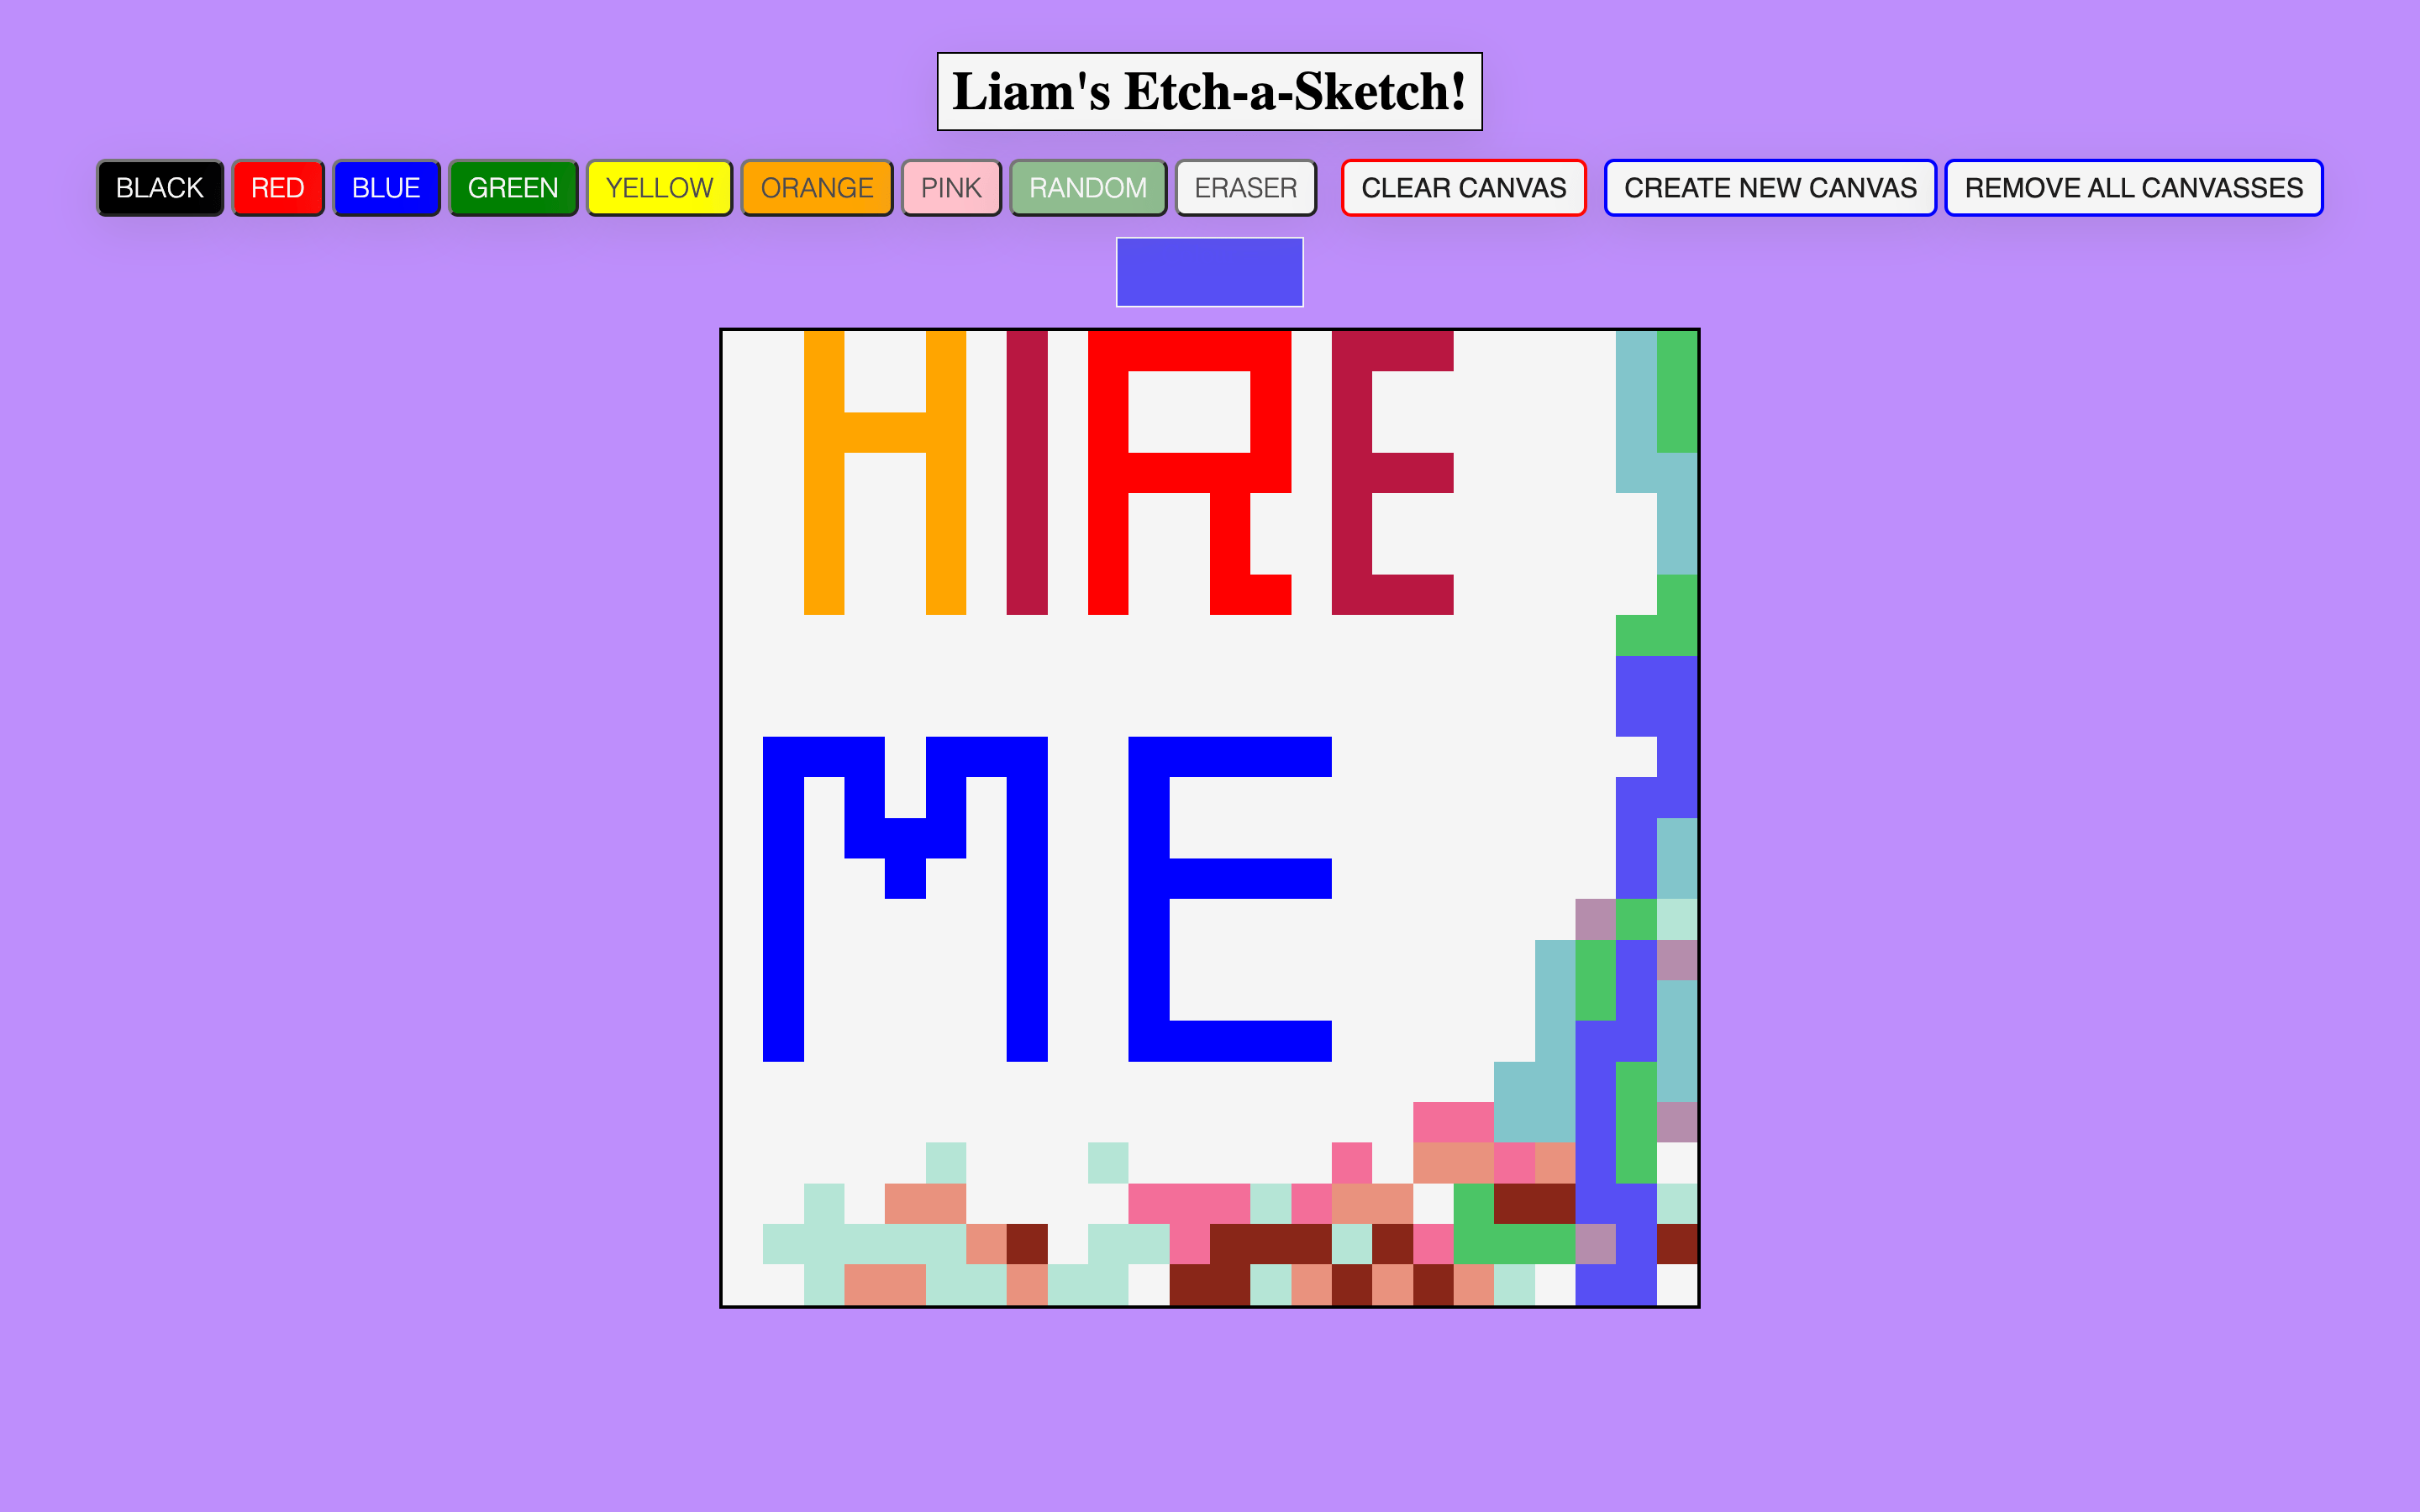 Lian's Etch-a-Sketch!
BLACK RED BLUE GREEN YELLOW ORANGE PINK RANDOM ERASER CLEAR CANVAS CREATE NEW CANVAS REMOVE ALL CANVASSES
HIRE
ME